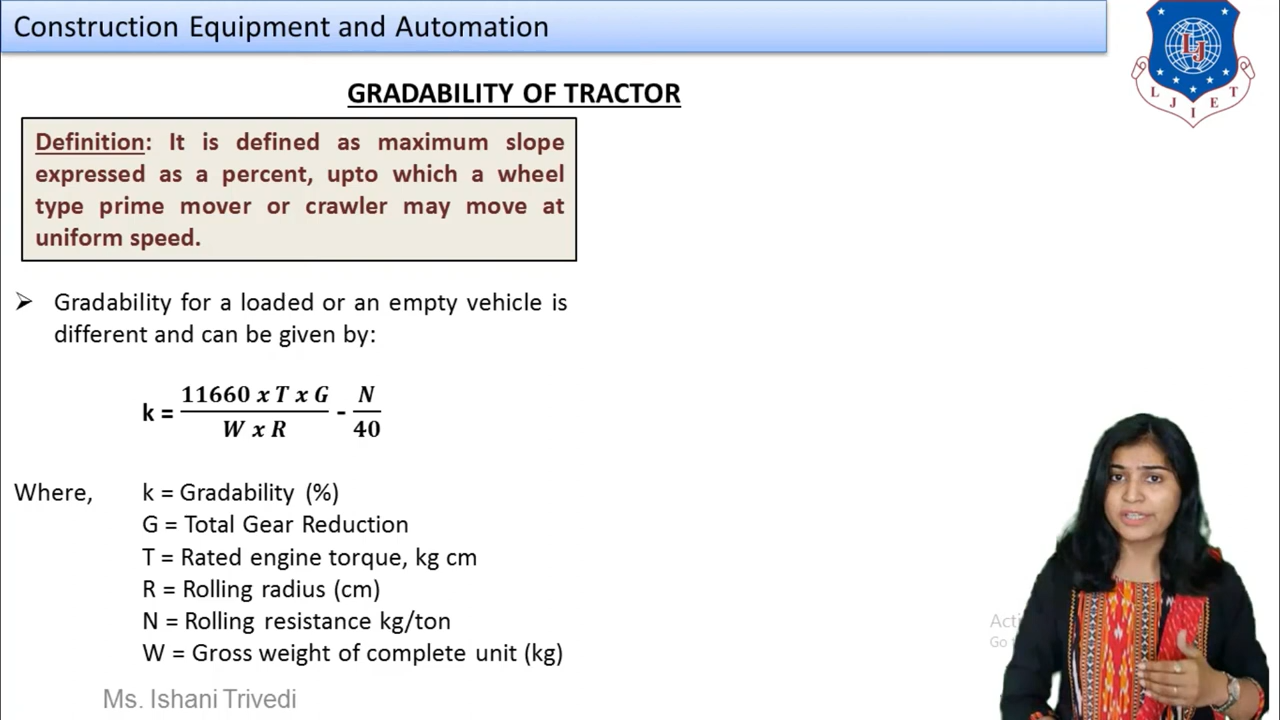 Construction Equipment and Automation
GRADABILITY OF TRACTOR
Definition: It is defined as maximum slope
expressed as a percent, upto which a wheel
type prime mover or crawler may move at
uniform speed.
➤ Gradability for a loaded or an empty vehicle is
different and can be given by:
k = 11660 x T x G / W x R - N / 40
Where, k = Gradability (%)
G = Total Gear Reduction
T = Rated engine torque, kg cm
R = Rolling radius (cm)
N = Rolling resistance kg/ton
W = Gross weight of complete unit (kg)
Ms. Ishani Trivedi
LJ
L J I E T